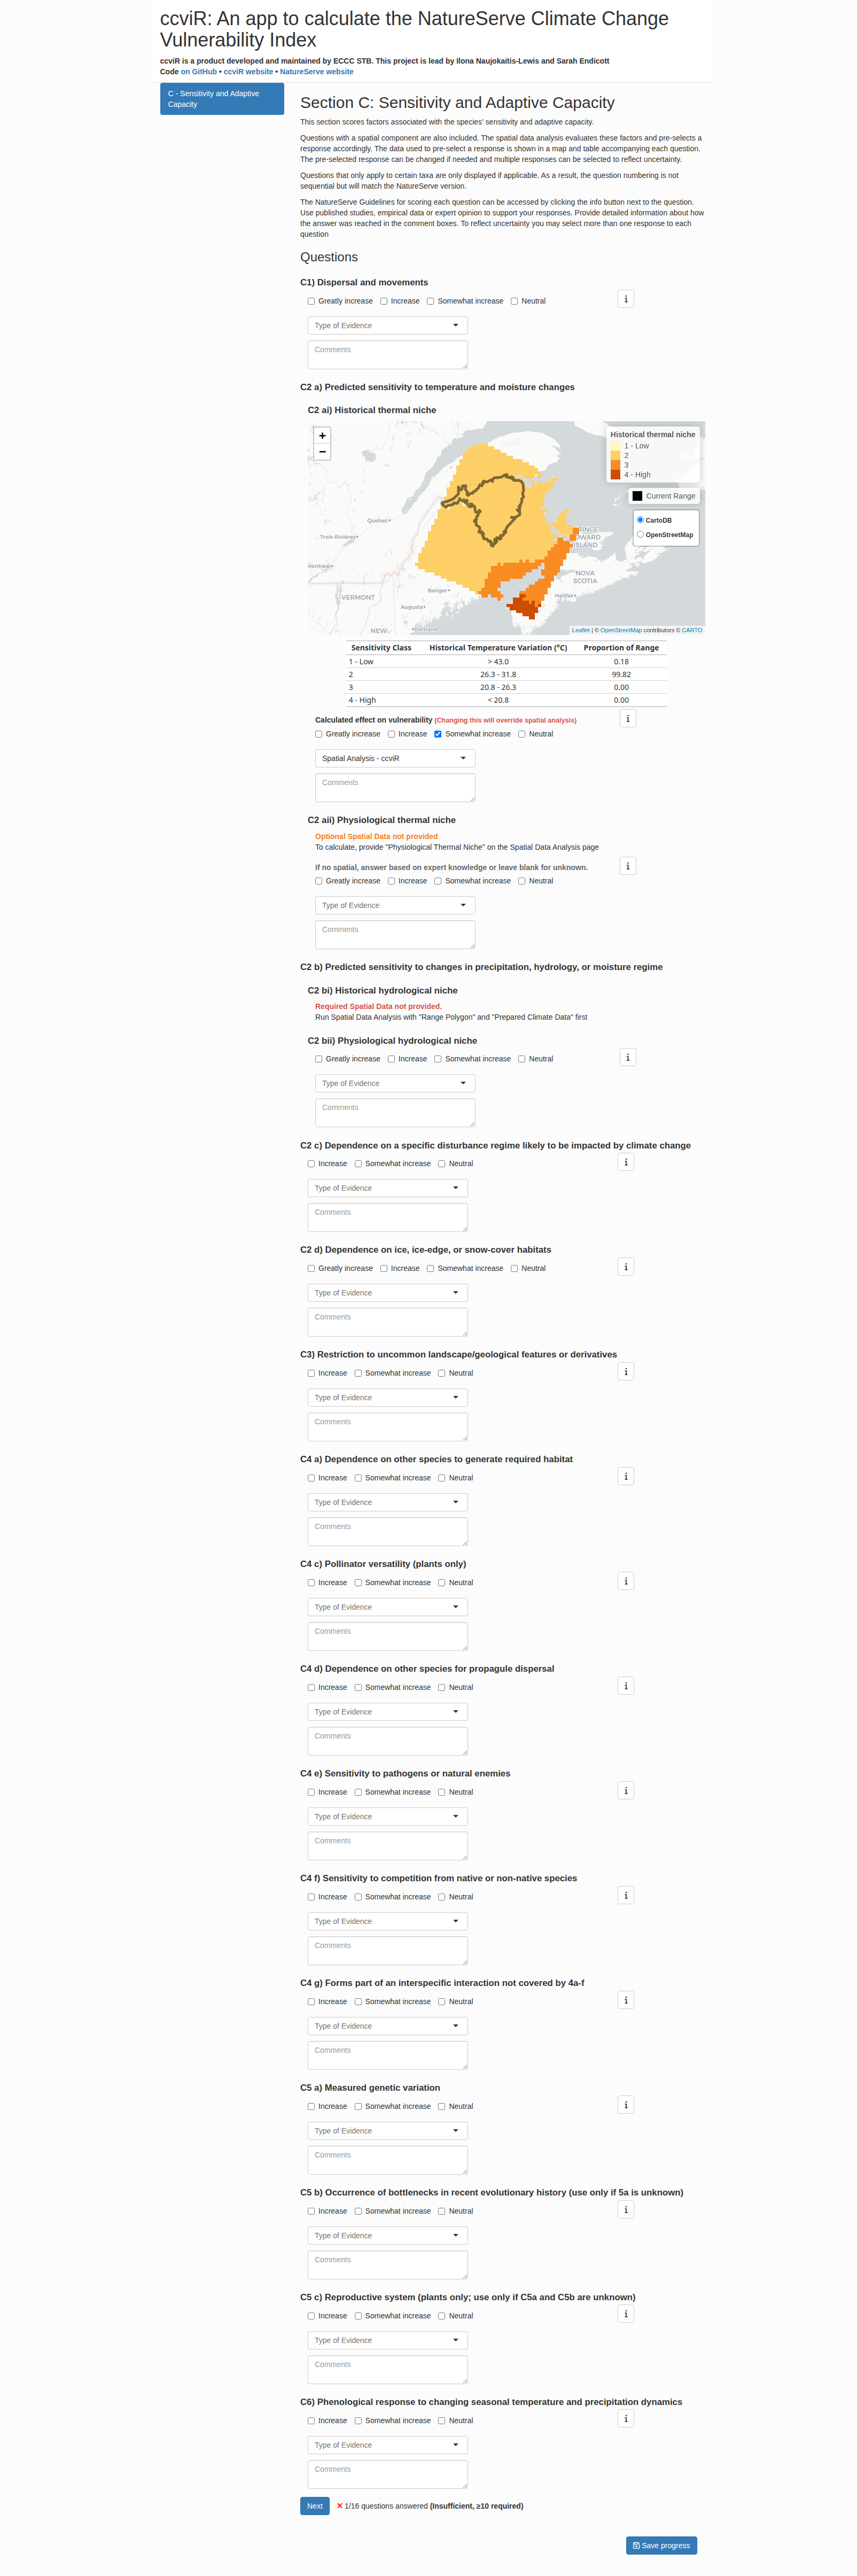 ccviR: An app to calculate the NatureServe Climate Change
Vulnerability Index
ccviR is a product developed and maintained by ECCC STB. This project is lead by Ilona Naujokaitis-Lewis and Sarah Endicott
Code on GitHub • ccviR website • NatureServe website
C - Sensitivity and Adaptive
Capacity
Section C: Sensitivity and Adaptive Capacity
This section scores factors associated with the species' sensitivity and adaptive capacity.
Questions with a spatial component are also included. The spatial data analysis evaluates these factors and pre-selects a
response accordingly. The data used to pre-select a response is shown in a map and table accompanying each question.
The pre-selected response can be changed if needed and multiple responses can be selected to reflect uncertainty.
Questions that only apply to certain taxa are only displayed if applicable. As a result, the question numbering is not
sequential but will match the NatureServe version.
The NatureServe Guidelines for scoring each question can be accessed by clicking the info button next to the question.
Use published studies, empirical data or expert opinion to support your responses. Provide detailed information about how
the answer was reached in the comment boxes. To reflect uncertainty you may select more than one response to each
question
Questions
C1) Dispersal and movements
Greatly increase Increase Somewhat increase Neutral
Type of Evidence
Comments
C2 a) Predicted sensitivity to temperature and moisture changes
C2 ai) Historical thermal niche
+
−
Historical thermal niche
1 - Low
2
3
4 - High
Current Range
CartoDB
OpenStreetMap
Quebec
Trois-Rivières
Montreal
VERMONT
Bangor
Augusta
Portland
NEW
PRINCE
EDWARD
ISLAND
NOVA
SCOTIA
Halifax
Leaflet | © OpenStreetMap contributors © CARTO
Sensitivity Class Historical Temperature Variation (°C) Proportion of Range
1 - Low > 43.0 0.18
2 26.3 - 31.8 99.82
3 20.8 - 26.3 0.00
4 - High < 20.8 0.00
Calculated effect on vulnerability (Changing this will override spatial analysis)
Greatly increase Increase Somewhat increase Neutral
Spatial Analysis - ccviR
Comments
C2 aii) Physiological thermal niche
Optional Spatial Data not provided
To calculate, provide "Physiological Thermal Niche" on the Spatial Data Analysis page
If no spatial, answer based on expert knowledge or leave blank for unknown.
Greatly increase Increase Somewhat increase Neutral
Type of Evidence
Comments
C2 b) Predicted sensitivity to changes in precipitation, hydrology, or moisture regime
C2 bi) Historical hydrological niche
Required Spatial Data not provided.
Run Spatial Data Analysis with "Range Polygon" and "Prepared Climate Data" first
C2 bii) Physiological hydrological niche
Greatly increase Increase Somewhat increase Neutral
Type of Evidence
Comments
C2 c) Dependence on a specific disturbance regime likely to be impacted by climate change
Increase Somewhat increase Neutral
Type of Evidence
Comments
C2 d) Dependence on ice, ice-edge, or snow-cover habitats
Greatly increase Increase Somewhat increase Neutral
Type of Evidence
Comments
C3) Restriction to uncommon landscape/geological features or derivatives
Increase Somewhat increase Neutral
Type of Evidence
Comments
C4 a) Dependence on other species to generate required habitat
Increase Somewhat increase Neutral
Type of Evidence
Comments
C4 c) Pollinator versatility (plants only)
Increase Somewhat increase Neutral
Type of Evidence
Comments
C4 d) Dependence on other species for propagule dispersal
Increase Somewhat increase Neutral
Type of Evidence
Comments
C4 e) Sensitivity to pathogens or natural enemies
Increase Somewhat increase Neutral
Type of Evidence
Comments
C4 f) Sensitivity to competition from native or non-native species
Increase Somewhat increase Neutral
Type of Evidence
Comments
C4 g) Forms part of an interspecific interaction not covered by 4a-f
Increase Somewhat increase Neutral
Type of Evidence
Comments
C5 a) Measured genetic variation
Increase Somewhat increase Neutral
Type of Evidence
Comments
C5 b) Occurrence of bottlenecks in recent evolutionary history (use only if 5a is unknown)
Increase Somewhat increase Neutral
Type of Evidence
Comments
C5 c) Reproductive system (plants only; use only if C5a and C5b are unknown)
Increase Somewhat increase Neutral
Type of Evidence
Comments
C6) Phenological response to changing seasonal temperature and precipitation dynamics
Increase Somewhat increase Neutral
Type of Evidence
Comments
Next ✕ 1/16 questions answered (Insufficient, ≥10 required)
Save progress